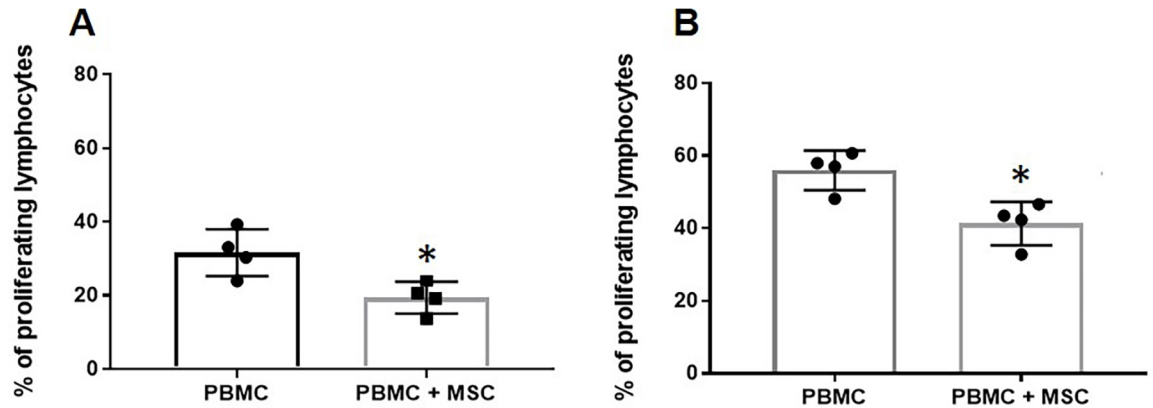 A
% of proliferating lymphocytes
80
60
40
20
0
*
PBMC
PBMC + MSC
B
% of proliferating lymphocytes
80
60
40
20
0
*
PBMC
PBMC + MSC